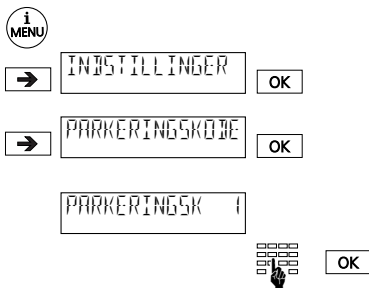 i
MENU
INDSTILLINGER
OK
PARKERINGSKODE
OK
PARKERINGSK 1
OK